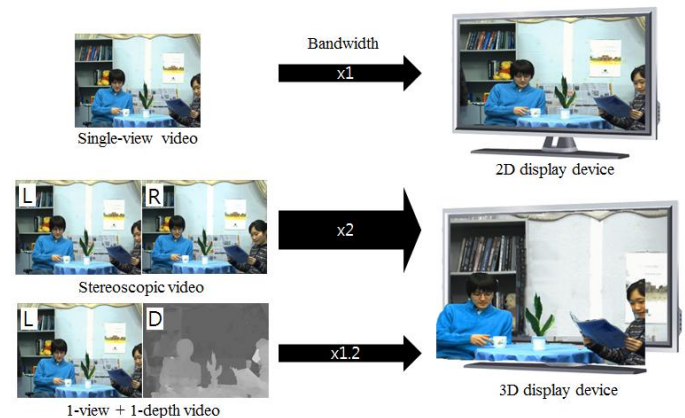 Bandwidth
x1
Single-view video
2D display device
L
R
x2
Stereoscopic video
L
D
x1.2
1-view + 1-depth video
3D display device